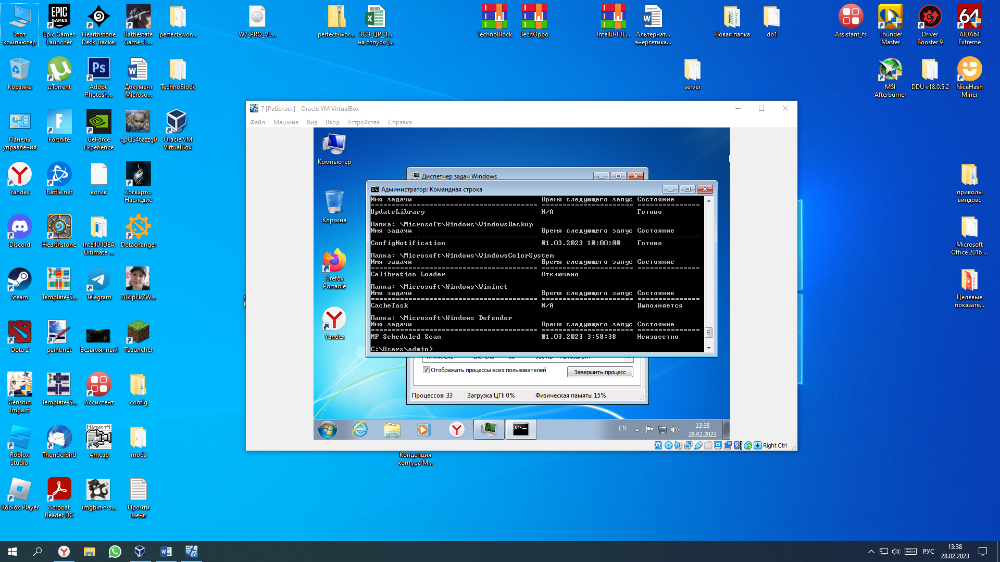 Этот компьютер
Epic Games Launcher
Hearthstone Deck Tracker
Battlestate Games L...
perfect-wor...
W7_PRO_VL...
perfect-wor...
ЭСЗ_ЦР_З... на отпуск (...
TechnoBlock
TechOppo
IntelliJ-IDE...
Альтернат... энергетика...
Новая папка
db1
Assistant_fs
Thunder Master
Driver Booster 9
AIDA64 Extreme
Корзина
µTorrent
Adobe Photosh...
Документ Microso...
TechnoBlock
server
MSI Afterburner
DDU v18.0.5.2
NiceHash Miner
Панель управления
Fortnite
GeForce Experience
qpQS46azzg0
Oracle VM VirtualBox
Yandex
Battle.net
котик
Хогвартс. Наследие
приколы виндовс
Discord
Hearthstone
IntelliJ IDEA Ultimate ...
Dotachanger
Microsoft Office 2016 ...
Steam
Template-S...
Telegram
70kipEkZW...
Целевые показате...
Dota 2
paint.net
Безымянный
TLauncher
Genshin Impact
Template-S...
Ассистент
config
Roblox Studio
Thunderbird
Amcap
mods
Концепция контура М...
Roblox Player
Acrobat Reader DC
imgbin-t-s...
Прочти меня
7 [Работает] - Oracle VM VirtualBox
Файл Машина Вид Ввод Устройства Справка
Компьютер
Корзина
Firefox Portable
Yandex
Диспетчер задач Windows
Администратор: Командная строка
Имя задачи Время следующего запус Состояние
======================================== ====================== ===============
UpdateLibrary N/A Готово
Папка: \Microsoft\Windows\WindowsBackup
Имя задачи Время следующего запус Состояние
======================================== ====================== ===============
ConfigNotification 01.03.2023 10:00:00 Готово
Папка: \Microsoft\Windows\WindowsColorSystem
Имя задачи Время следующего запус Состояние
======================================== ====================== ===============
Calibration Loader Отключено
Папка: \Microsoft\Windows\Wininet
Имя задачи Время следующего запус Состояние
======================================== ====================== ===============
CacheTask N/A Выполняется
Папка: \Microsoft\Windows Defender
Имя задачи Время следующего запус Состояние
======================================== ====================== ===============
MP Scheduled Scan 01.03.2023 3:58:38 Неизвестно
C:\Users\admin>
Отображать процессы всех пользователей
Завершить процесс
Процессов: 33 Загрузка ЦП: 0% Физическая память: 15%
EN
13:38
28.02.2023
Right Ctrl
РУС
13:38
28.02.2023